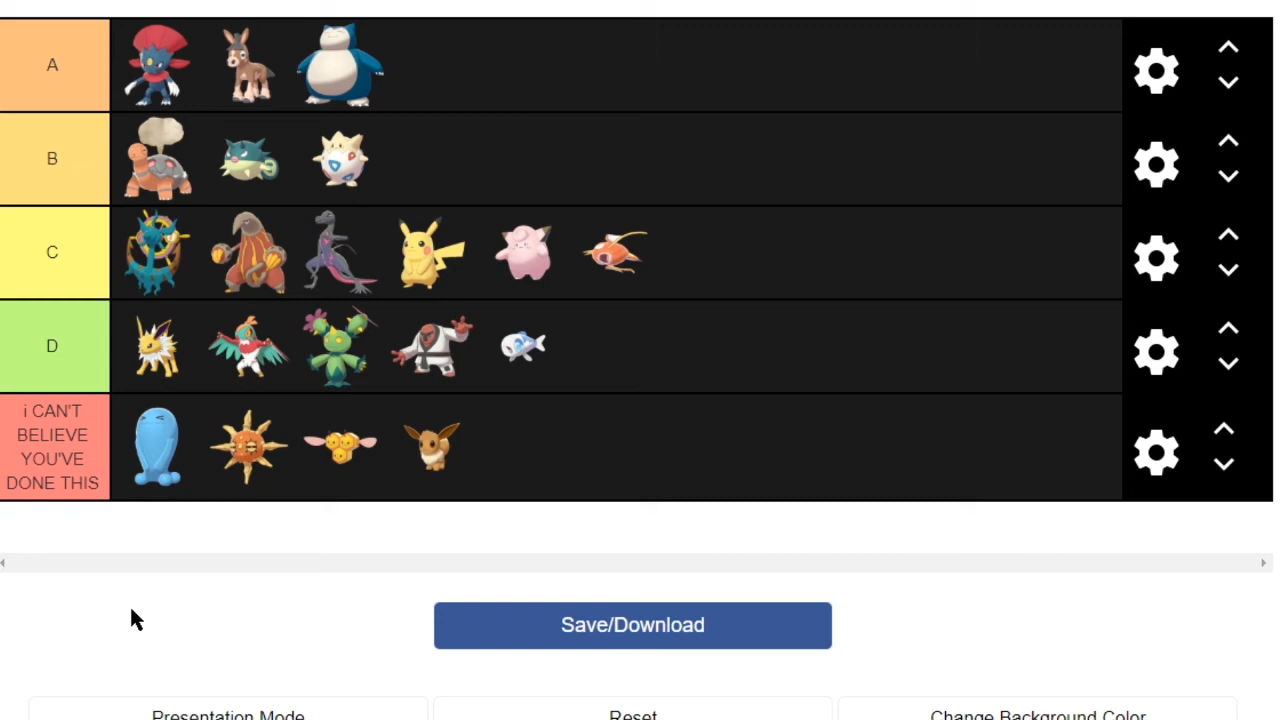 A
B
C
D
i CAN'T
BELIEVE
YOU'VE
DONE THIS
Save/Download
Presentation Mode
Reset
Change Background Color